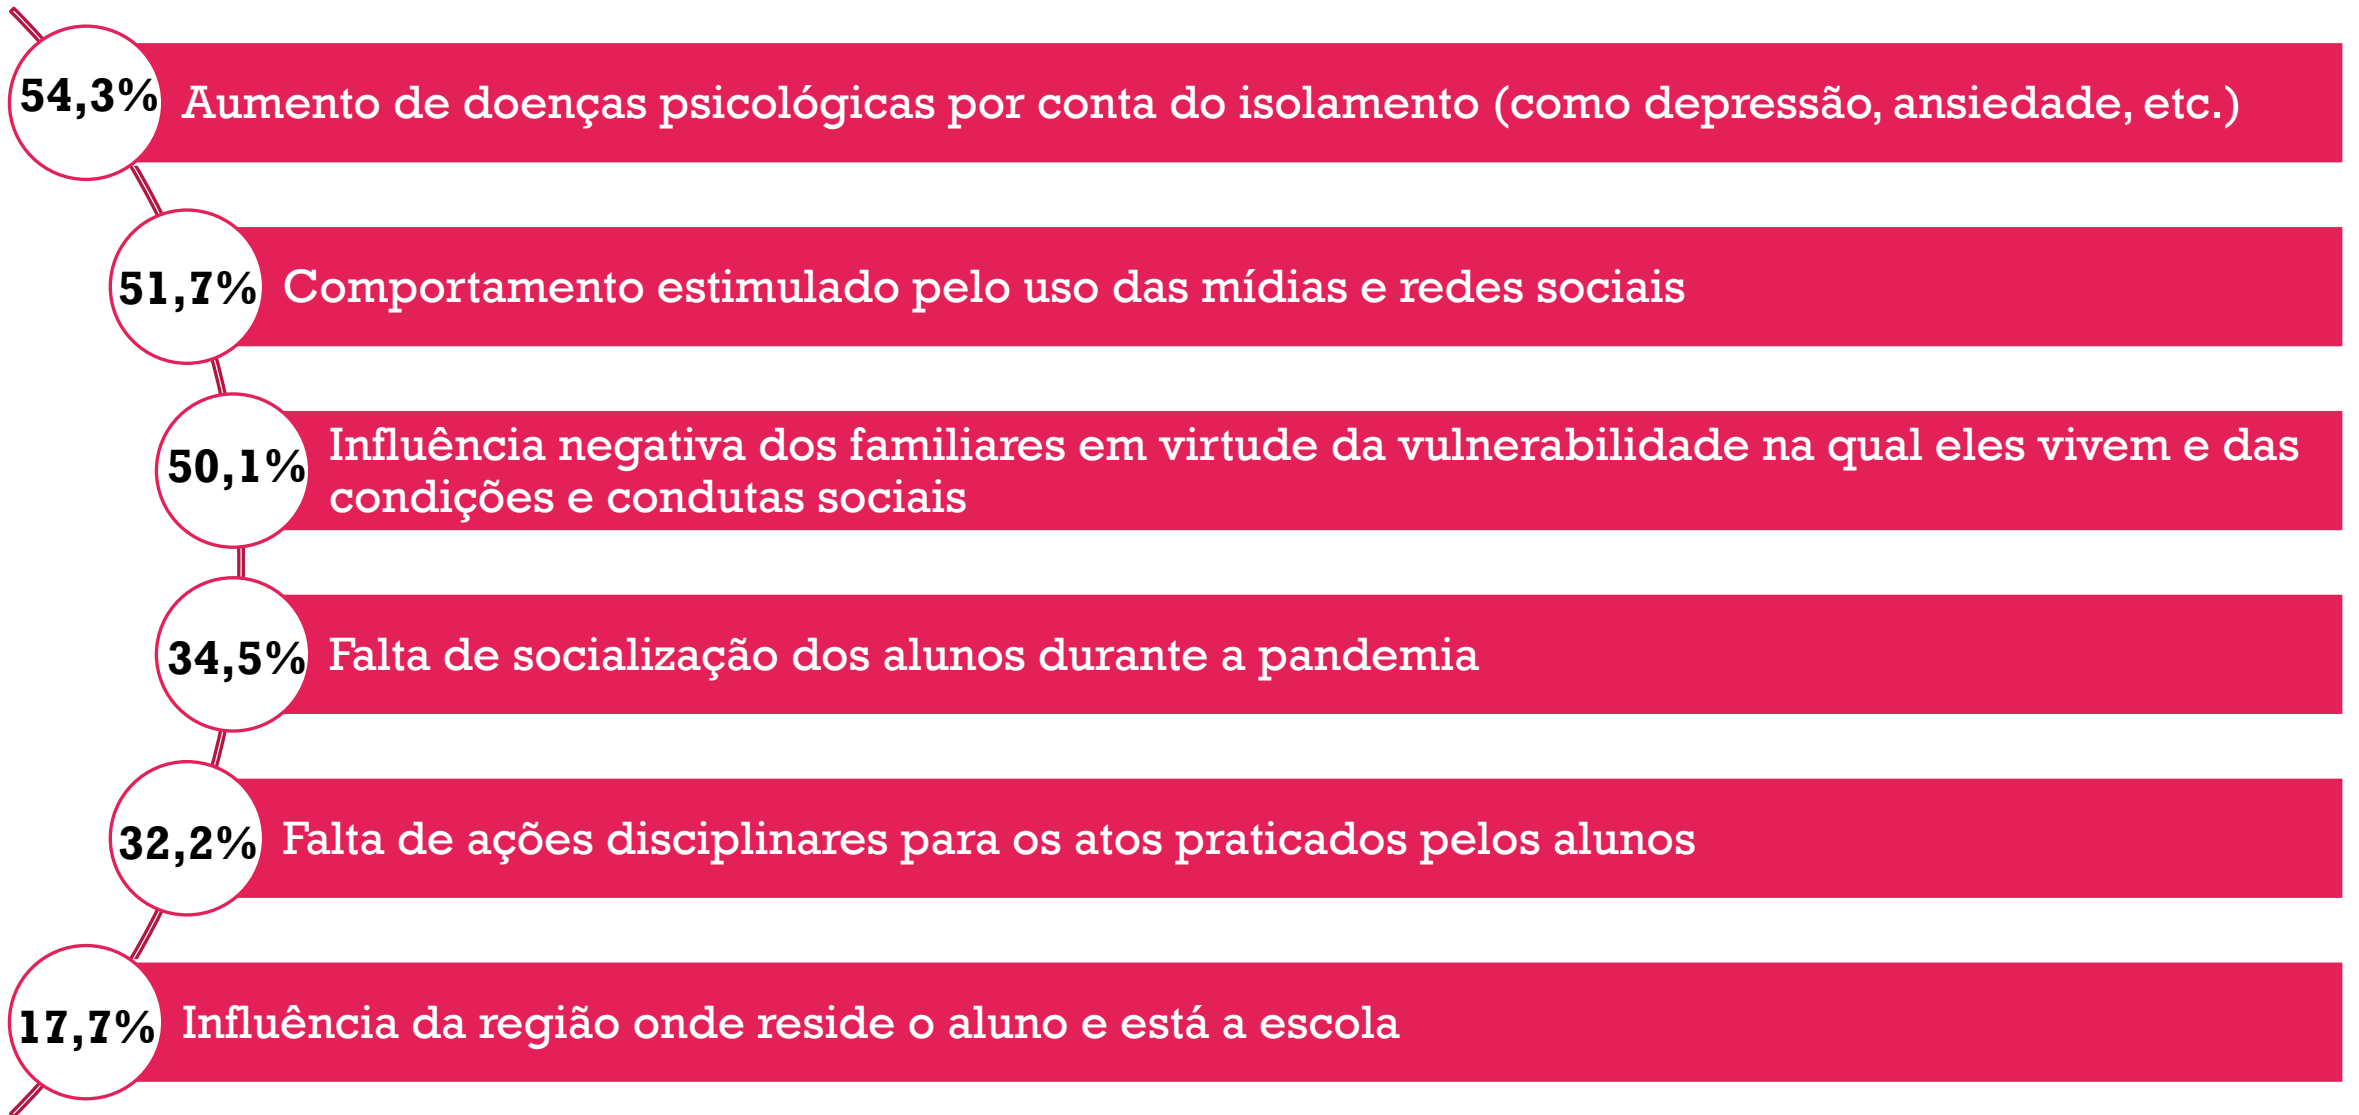 54,3% Aumento de doenças psicológicas por conta do isolamento (como depressão, ansiedade, etc.)
51,7% Comportamento estimulado pelo uso das mídias e redes sociais
50,1% Influência negativa dos familiares em virtude da vulnerabilidade na qual eles vivem e das
condições e condutas sociais
34,5% Falta de socialização dos alunos durante a pandemia
32,2% Falta de ações disciplinares para os atos praticados pelos alunos
17,7% Influência da região onde reside o aluno e está a escola